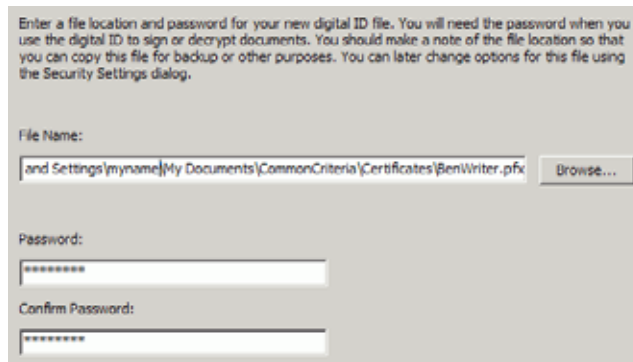 Enter a file location and password for your new digital ID file. You will need the password when you
use the digital ID to sign or decrypt documents. You should make a note of the file location so that
you can copy this file for backup or other purposes. You can later change options for this file using
the Security Settings dialog.
File Name:
and Settings\myname\My Documents\CommonCriteria\Certificates\BenWriter.pfx Browse...
Password:
********
Confirm Password:
********